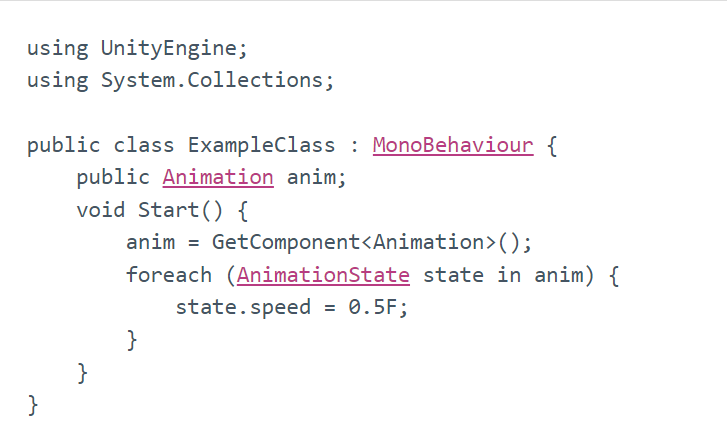 using UnityEngine;
using System.Collections;
public class ExampleClass : MonoBehaviour {
    public Animation anim;
    void Start() {
        anim = GetComponent<Animation>();
        foreach (AnimationState state in anim) {
            state.speed = 0.5F;
        }
    }
}